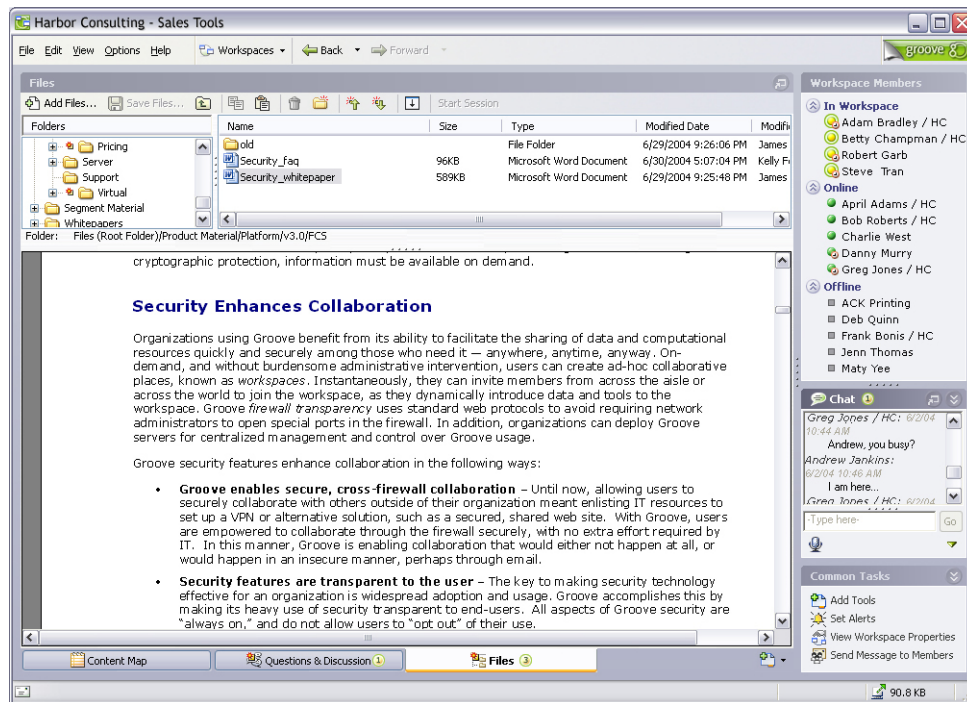 Harbor Consulting - Sales Tools
File Edit View Options Help Workspaces Back Forward
groove
Files
Add Files... Save Files... Start Session
Folders
Pricing
Server
Support
Virtual
Segment Material
Whitepapers
Name Size Type Modified Date Modifi
old File Folder 6/29/2004 9:26:06 PM James
Security_faq 96KB Microsoft Word Document 6/30/2004 5:07:04 PM Kelly F
Security_whitepaper 589KB Microsoft Word Document 6/29/2004 9:25:48 PM James
Folder: Files (Root Folder)/Product Material/Platform/v3.0/FCS
cryptographic protection, information must be available on demand.
Security Enhances Collaboration
Organizations using Groove benefit from its ability to facilitate the sharing of data and computational
resources quickly and securely among those who need it — anywhere, anytime, anyway. On-
demand, and without burdensome administrative intervention, users can create ad-hoc collaborative
places, known as workspaces. Instantaneously, they can invite members from across the aisle or
across the world to join the workspace, as they dynamically introduce data and tools to the
workspace. Groove firewall transparency uses standard web protocols to avoid requiring network
administrators to open special ports in the firewall. In addition, organizations can deploy Groove
servers for centralized management and control over Groove usage.
Groove security features enhance collaboration in the following ways:
• Groove enables secure, cross-firewall collaboration – Until now, allowing users to
securely collaborate with others outside of their organization meant enlisting IT resources to
set up a VPN or alternative solution, such as a secured, shared web site. With Groove, users
are empowered to collaborate through the firewall securely, with no extra effort required by
IT. In this manner, Groove is enabling collaboration that would either not happen at all, or
would happen in an insecure manner, perhaps through email.
• Security features are transparent to the user – The key to making security technology
effective for an organization is widespread adoption and usage. Groove accomplishes this by
making its heavy use of security transparent to end-users. All aspects of Groove security are
“always on,” and do not allow users to “opt out” of their use.
Content Map
Questions & Discussion 1
Files 3
Workspace Members
In Workspace
Adam Bradley / HC
Betty Champman / HC
Robert Garb
Steve Tran
Online
April Adams / HC
Bob Roberts / HC
Charlie West
Danny Murry
Greg Jones / HC
Offline
ACK Printing
Deb Quinn
Frank Bonis / HC
Jenn Thomas
Maty Yee
Chat 1
Greg Jones / HC: 6/2/04
10:44 AM
Andrew, you busy?
Andrew Jankins:
6/2/04 10:46 AM
I am here...
Greg Jones / HC: 6/2/04
-Type here-
Go
Common Tasks
Add Tools
Set Alerts
View Workspace Properties
Send Message to Members
90.8 KB